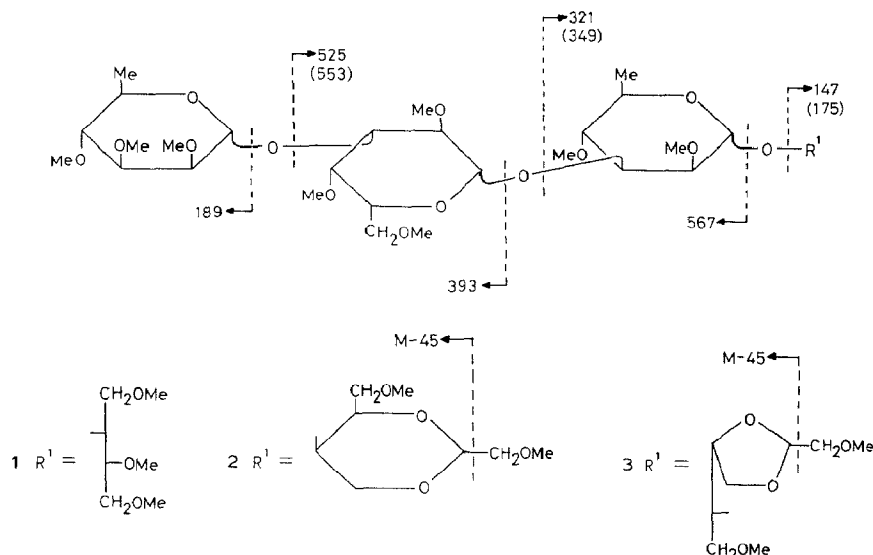 321
(349)
525
(553)
147
(175)
Me O MeO Me O
MeO OMe MeO O MeO O MeO MeO O R¹
MeO O
CH₂OMe
189
567
393
M-45
M-45
CH₂OMe
CH₂OMe
O
O CH₂OMe
1 R¹ = OMe
2 R¹ = CH₂OMe
3 R¹ =
O
O
CH₂OMe
CH₂OMe